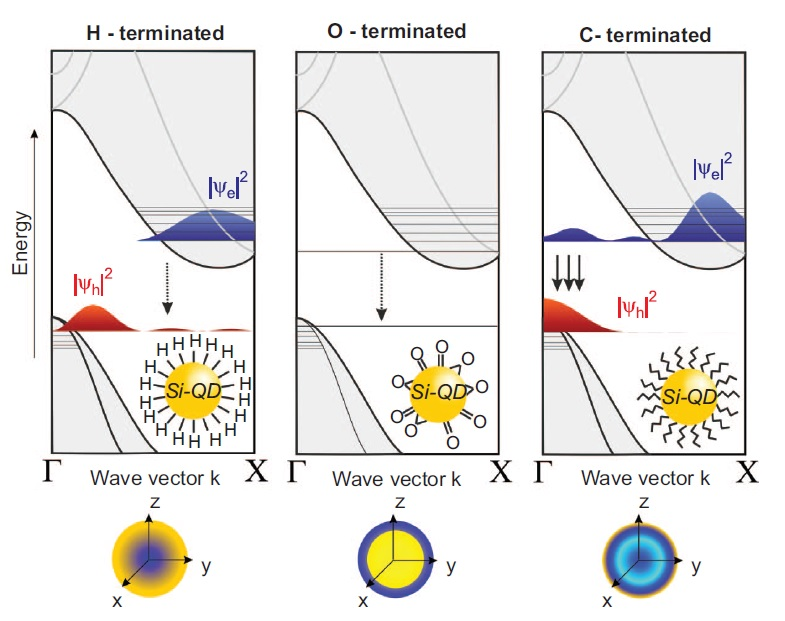 H - terminated
O - terminated
C- terminated
Energy
|ψe|²
|ψh|²
|ψe|²
|ψh|²
H H H H H H H H H H H H H H H H H
Si-QD
O O O O O O O O O
Si-QD
Si-QD
Γ Wave vector k X
Γ Wave vector k X
Γ Wave vector k X
z
y
x
z
y
x
z
y
x